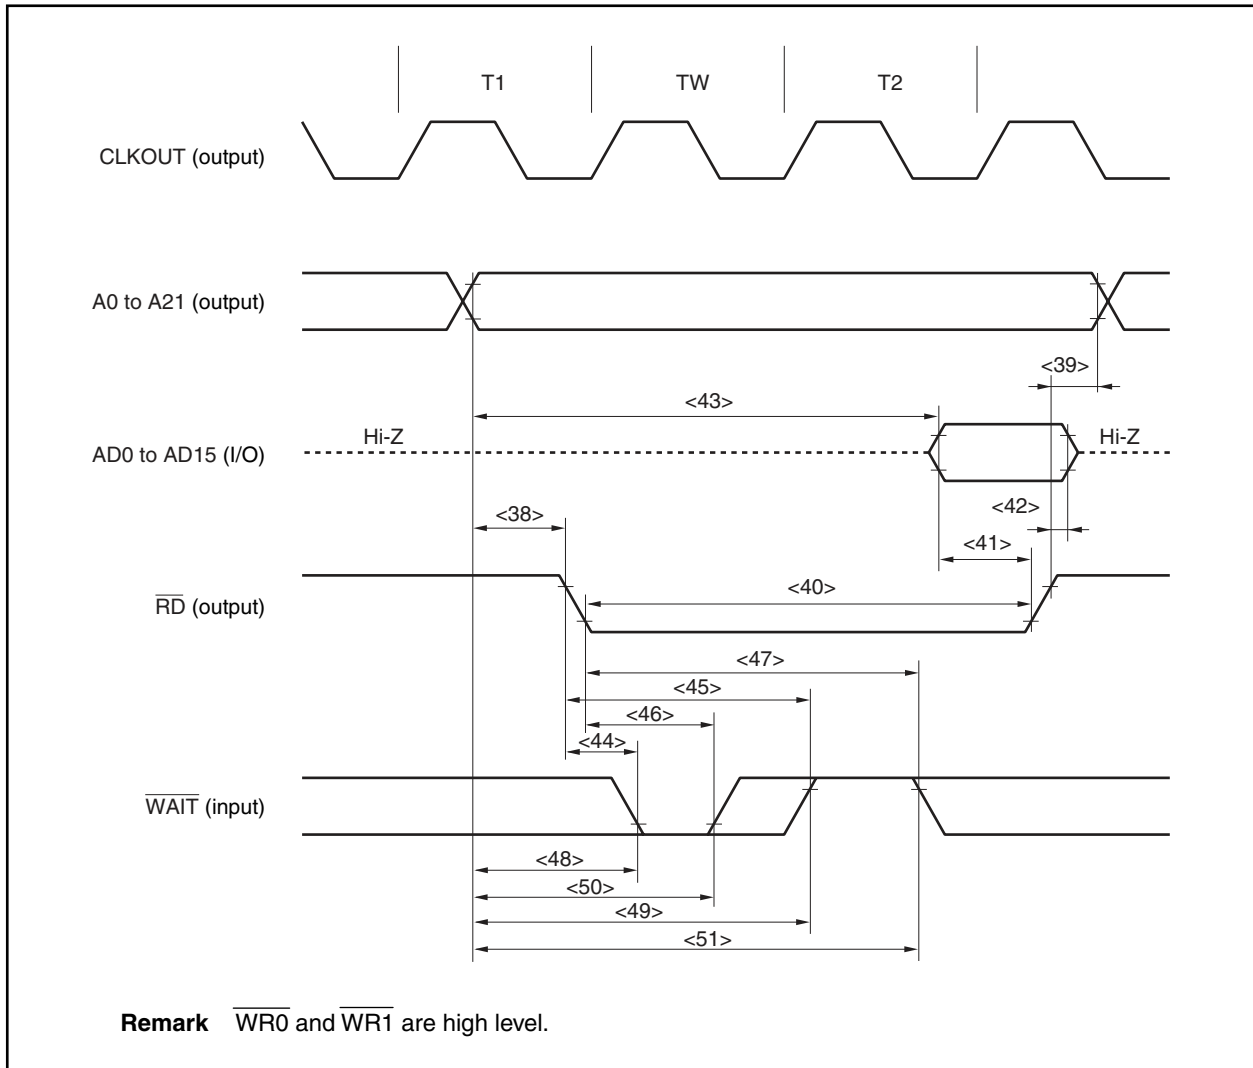 T1 TW T2
CLKOUT (output)
A0 to A21 (output)
<39>
<43>
Hi-Z Hi-Z
AD0 to AD15 (I/O)
<38> <42>
<41>
<40>
RD (output)
<47>
<45>
<46>
<44>
WAIT (input)
<48>
<50>
<49>
<51>
Remark WR0 and WR1 are high level.